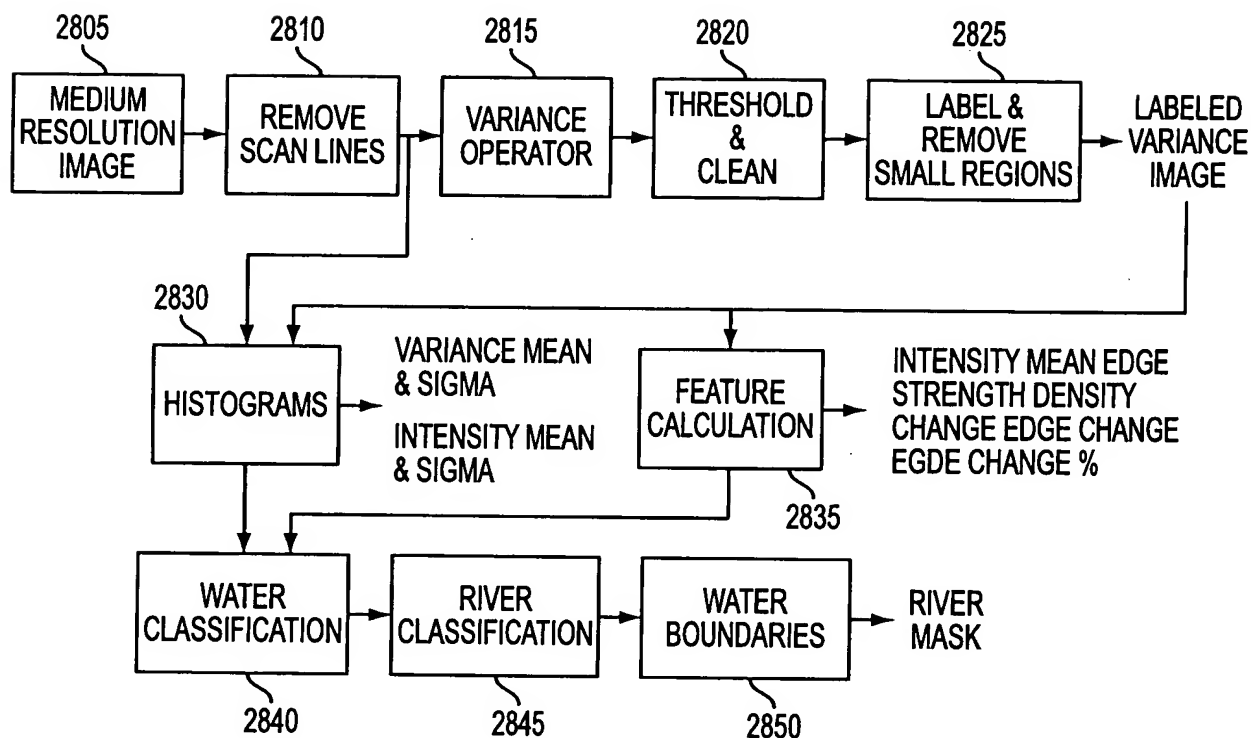 2805
2810
2815
2820
2825
MEDIUM
RESOLUTION
IMAGE
REMOVE
SCAN LINES
VARIANCE
OPERATOR
THRESHOLD
&
CLEAN
LABEL &
REMOVE
SMALL REGIONS
LABELED
VARIANCE
IMAGE
2830
HISTOGRAMS
VARIANCE MEAN
& SIGMA
INTENSITY MEAN
& SIGMA
FEATURE
CALCULATION
2835
INTENSITY MEAN EDGE
STRENGTH DENSITY
CHANGE EDGE CHANGE
EGDE CHANGE %
WATER
CLASSIFICATION
RIVER
CLASSIFICATION
WATER
BOUNDARIES
RIVER
MASK
2840
2845
2850